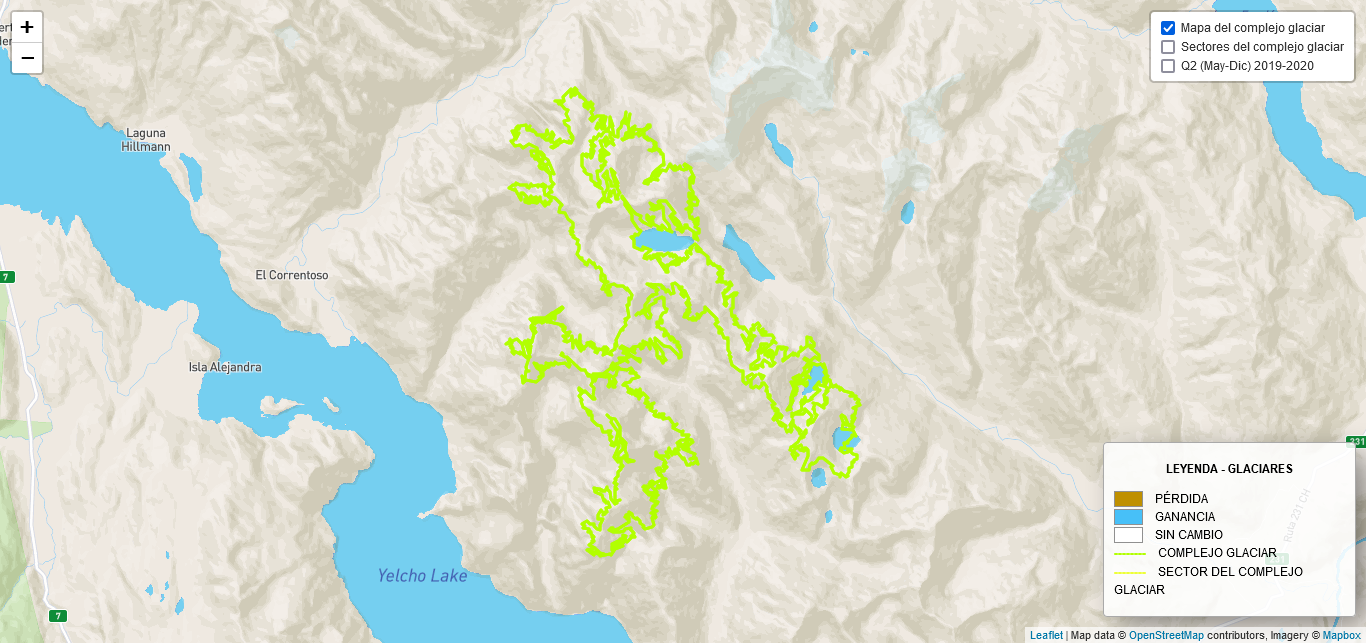 +
−
Mapa del complejo glaciar
Sectores del complejo glaciar
Q2 (May-Dic) 2019-2020
Laguna
Hillmann
El Correntoso
7
Isla Alejandra
231
LEYENDA - GLACIARES
PÉRDIDA
GANANCIA
SIN CAMBIO
COMPLEJO GLACIAR
SECTOR DEL COMPLEJO
GLACIAR
Ruta 231 CH
Yelcho Lake
7
Leaflet | Map data © OpenStreetMap contributors, Imagery © Mapbox